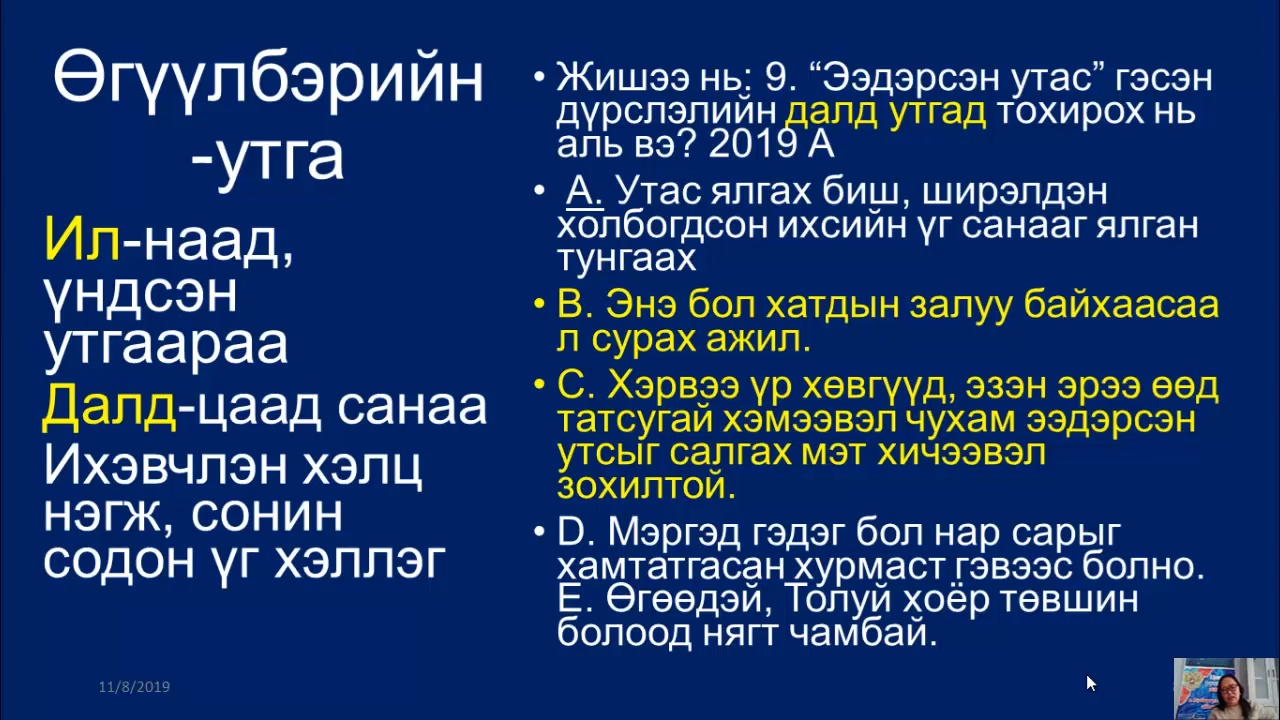 Өгүүлбэрийн
-утга
Ил-наад,
үндсэн
утгаараа
Далд-цаад санаа
Ихэвчлэн хэлц
нэгж, сонин
содон үг хэллэг
• Жишээ нь: 9. “Ээдэрсэн утас” гэсэн
дүрслэлийн далд утгад тохирох нь
аль вэ? 2019 А
• А. Утас ялгах биш, ширэлдэн
холбогдсон ихсийн үг санааг ялган
тунгаах
• В. Энэ бол хатдын залуу байхаасаа
л сурах ажил.
• С. Хэрвээ үр хөвгүүд, эзэн эрээ өөд
татсугай хэмээвэл чухам ээдэрсэн
утсыг салгах мэт хичээвэл
зохилтой.
• D. Мэргэд гэдэг бол нар сарыг
хамтатгасан хурмаст гэвээс болно.
Е. Өгөөдэй, Толуй хоёр төвшин
болоод нягт чамбай.
11/8/2019